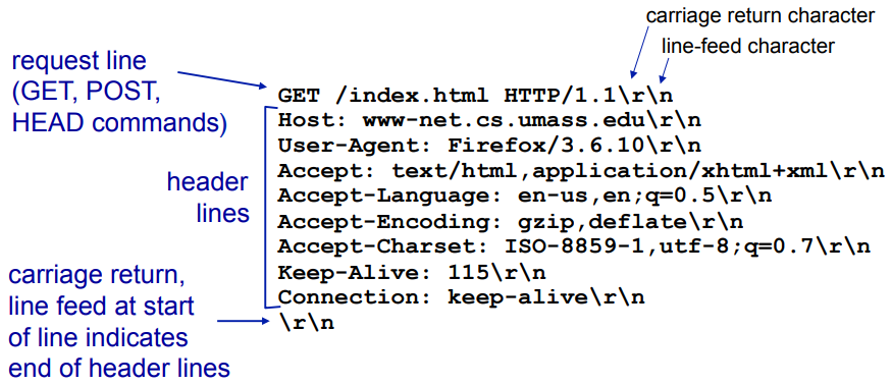 carriage return character
line-feed character
request line
(GET, POST,
HEAD commands)
GET /index.html HTTP/1.1\r\n
Host: www-net.cs.umass.edu\r\n
User-Agent: Firefox/3.6.10\r\n
Accept: text/html,application/xhtml+xml\r\n
Accept-Language: en-us,en;q=0.5\r\n
Accept-Encoding: gzip,deflate\r\n
Accept-Charset: ISO-8859-1,utf-8;q=0.7\r\n
Keep-Alive: 115\r\n
Connection: keep-alive\r\n
\r\n
header
lines
carriage return,
line feed at start
of line indicates
end of header lines